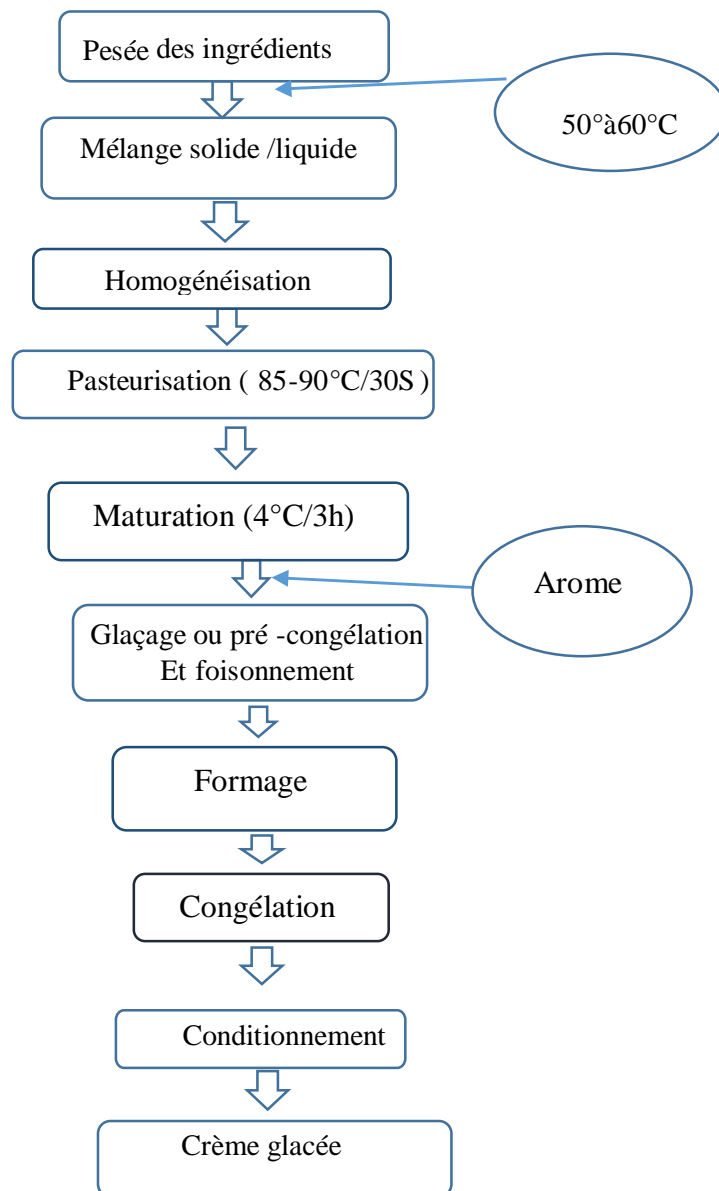 Pesée des ingrédients
50°à60°C
Mélange solide /liquide
Homogénéisation
Pasteurisation ( 85-90°C/30S )
Maturation (4°C/3h)
Arome
Glaçage ou pré -congélation
Et foisonnement
Formage
Congélation
Conditionnement
Crème glacée